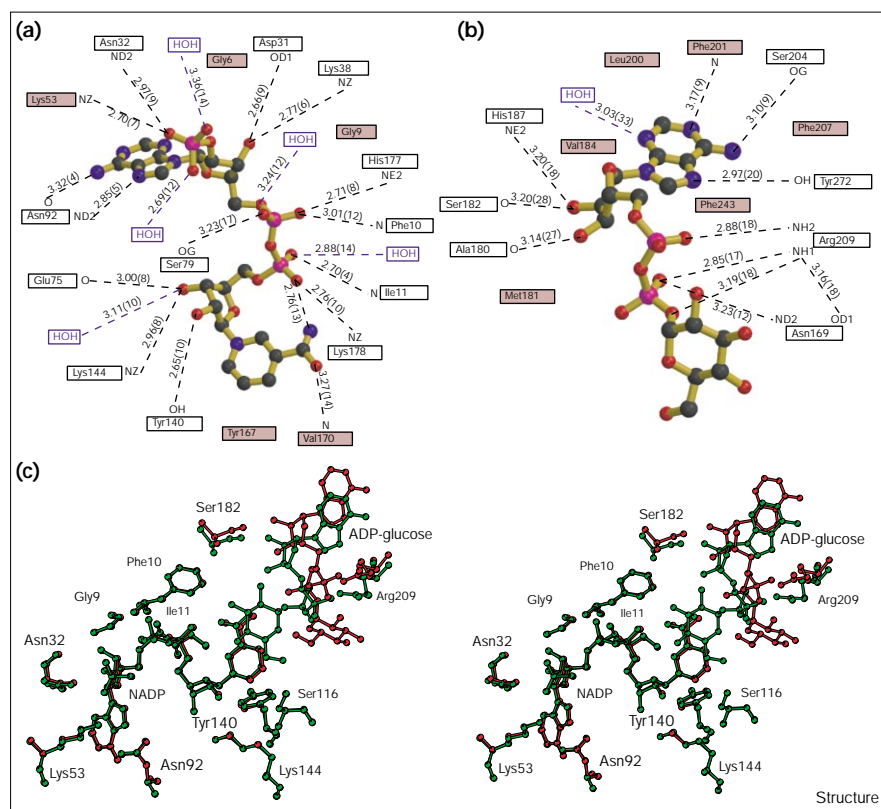 (a)
Asn32
ND2
HOH
Gly6
Asp31
OD1
Lys38
NZ
2.97(9)
3.36(14)
2.66(9)
2.77(6)
Lys53 NZ
2.70(7)
HOH
Gly9
3.24(12)
His177
NE2
3.32(4)
O
Asn92 ND2
2.85(5)
2.69(12)
HOH
3.23(17)
2.71(8)
3.01(12)
N Phe10
OG
Ser79
2.88(14)
HOH
2.70(4)
N Ile11
Glu75 O
3.00(8)
2.76(13)
2.76(10)
NZ
Lys178
HOH
3.11(10)
2.96(8)
Lys144 NZ
2.65(10)
OH
Tyr140
3.27(14)
Tyr167
N
Val170
(b)
Leu200
Phe201
N
Ser204
OG
HOH
3.03(33)
3.17(9)
3.10(9)
His187
NE2
Val184
Phe207
3.20(18)
2.97(20)
OH Tyr272
Ser182 O
3.20(28)
Phe243
Ala180 O
3.14(27)
2.88(18)
NH2
Arg209
NH1
2.85(17)
3.19(18)
3.16(18)
Met181
3.23(12)
ND2
OD1
Asn169
(c)
Ser182
ADP-glucose
Phe10
Gly9
Ile11
Arg209
Asn32
NADP
Ser116
Tyr140
Lys53
Asn92
Lys144
Ser182
ADP-glucose
Phe10
Gly9
Ile11
Arg209
Asn32
NADP
Ser116
Tyr140
Lys53
Asn92
Lys144
Structure